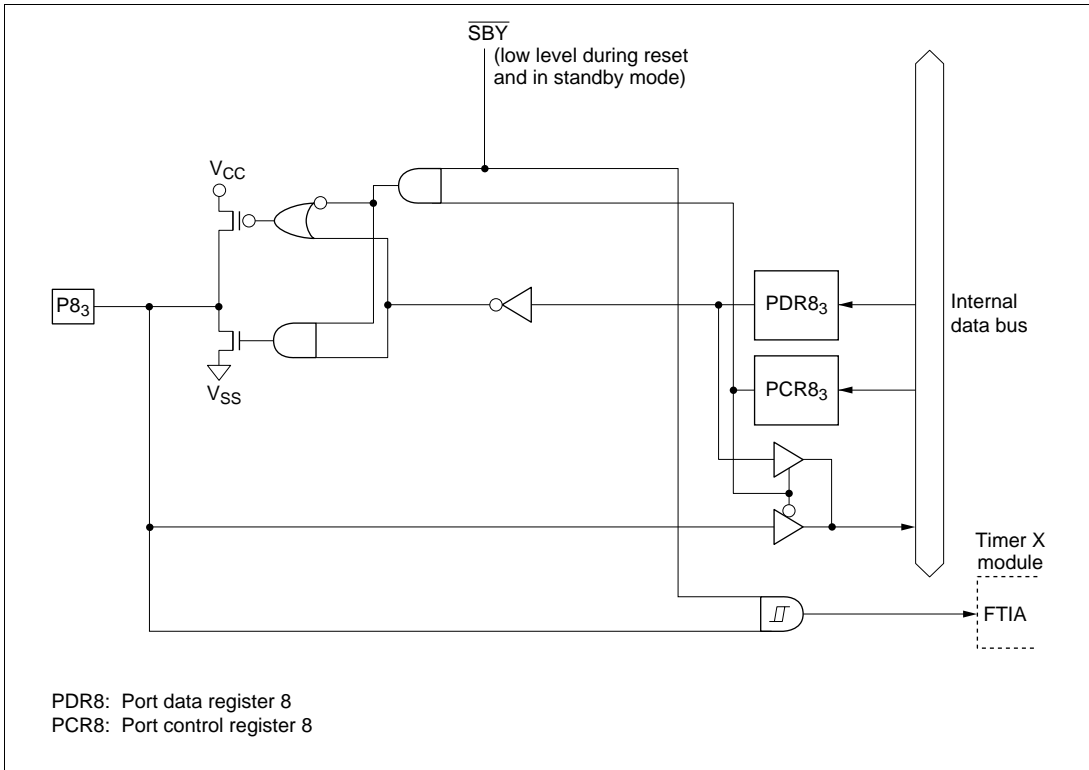 SBY
(low level during reset
and in standby mode)
VCC
P83
VSS
PDR83
PCR83
Internal
data bus
Timer X
module
FTIA
PDR8: Port data register 8
PCR8: Port control register 8